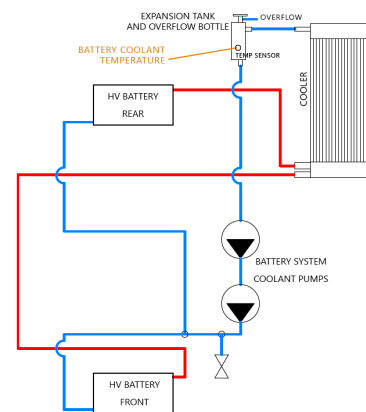 EXPANSION TANK
AND OVERFLOW BOTTLE
OVERFLOW
BATTERY COOLANT
TEMPERATURE
TEMP SENSOR
COOLER
HV BATTERY
REAR
BATTERY SYSTEM
COOLANT PUMPS
HV BATTERY
FRONT